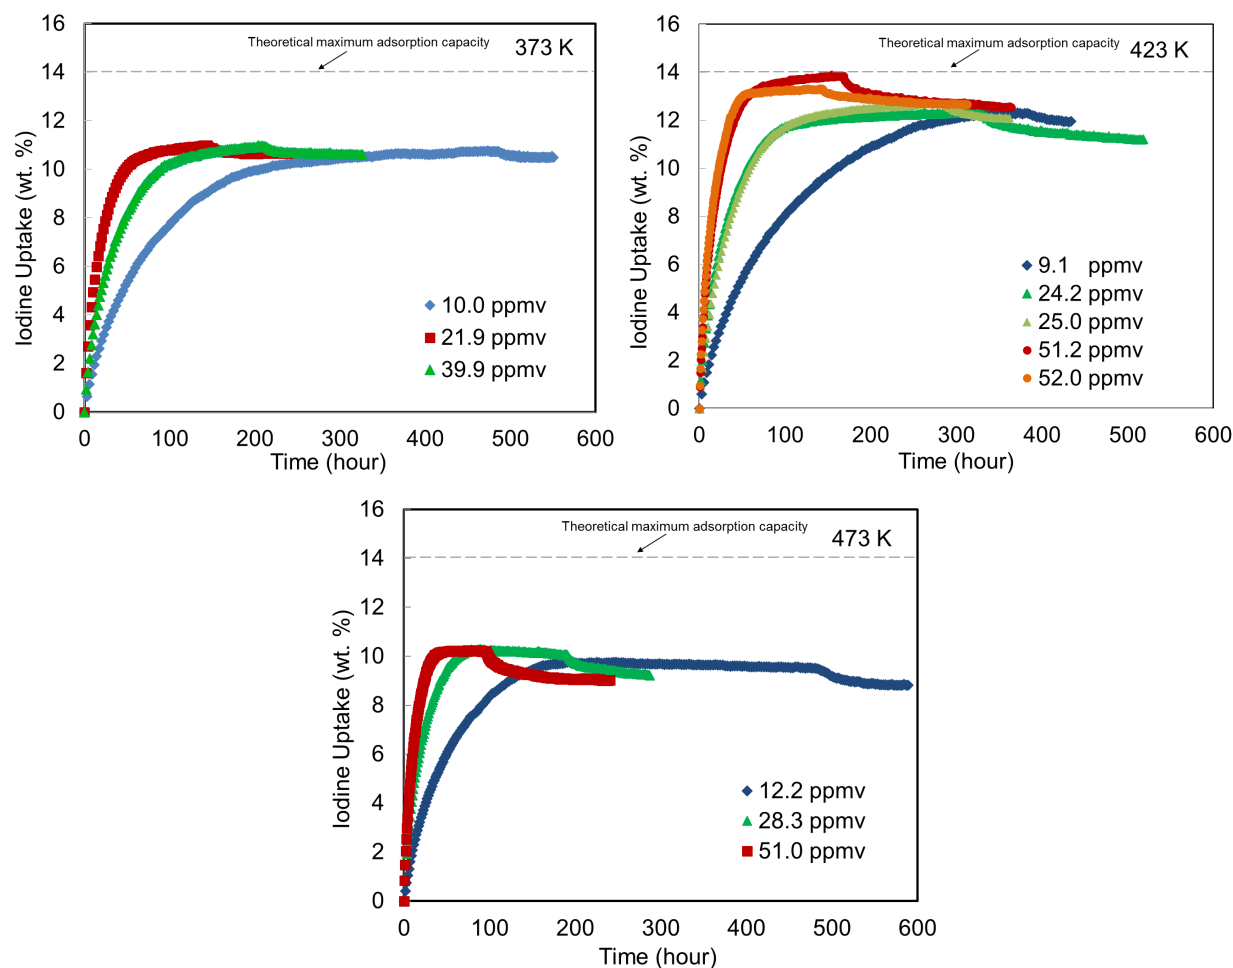 16
14
12
10
8
6
4
2
0
Iodine Uptake (wt. %)
Theoretical maximum adsorption capacity
373 K
10.0 ppmv
21.9 ppmv
39.9 ppmv
0 100 200 300 400 500 600
Time (hour)
16
14
12
10
8
6
4
2
0
Iodine Uptake (wt. %)
Theoretical maximum adsorption capacity
423 K
9.1 ppmv
24.2 ppmv
25.0 ppmv
51.2 ppmv
52.0 ppmv
0 100 200 300 400 500 600
Time (hour)
16
14
12
10
8
6
4
2
0
Iodine Uptake (wt. %)
Theoretical maximum adsorption capacity
473 K
12.2 ppmv
28.3 ppmv
51.0 ppmv
0 100 200 300 400 500 600
Time (hour)